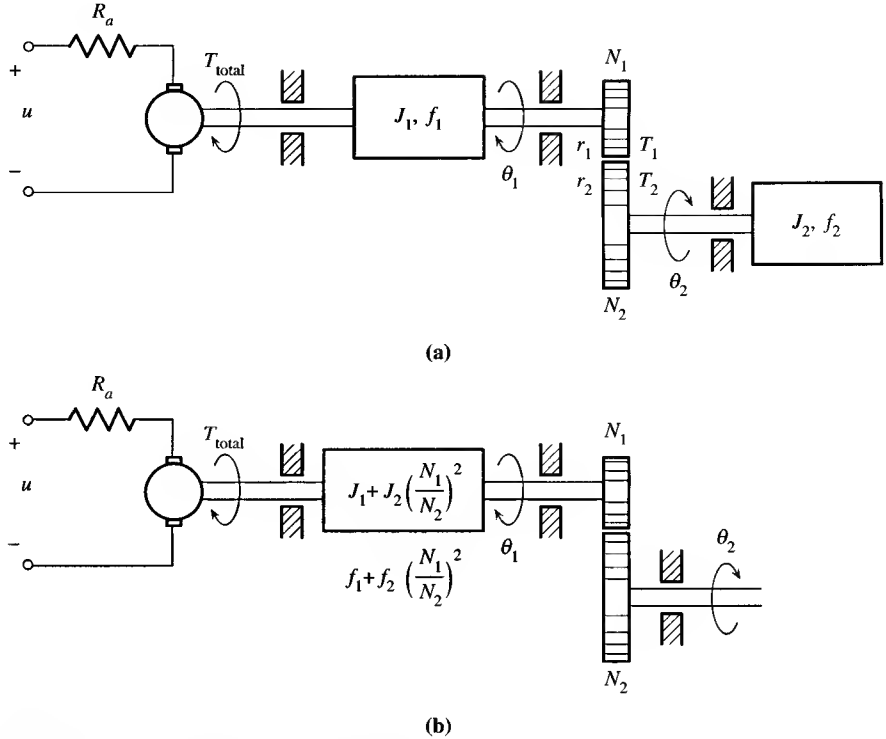 R_a
+
u
−
T_total
J_1, f_1
θ_1
N_1
r_1 T_1
r_2 T_2
θ_2
N_2
J_2, f_2
(a)
R_a
+
u
−
T_total
J_1 + J_2 (N_1/N_2)^2
f_1 + f_2 (N_1/N_2)^2
θ_1
N_1
θ_2
N_2
(b)